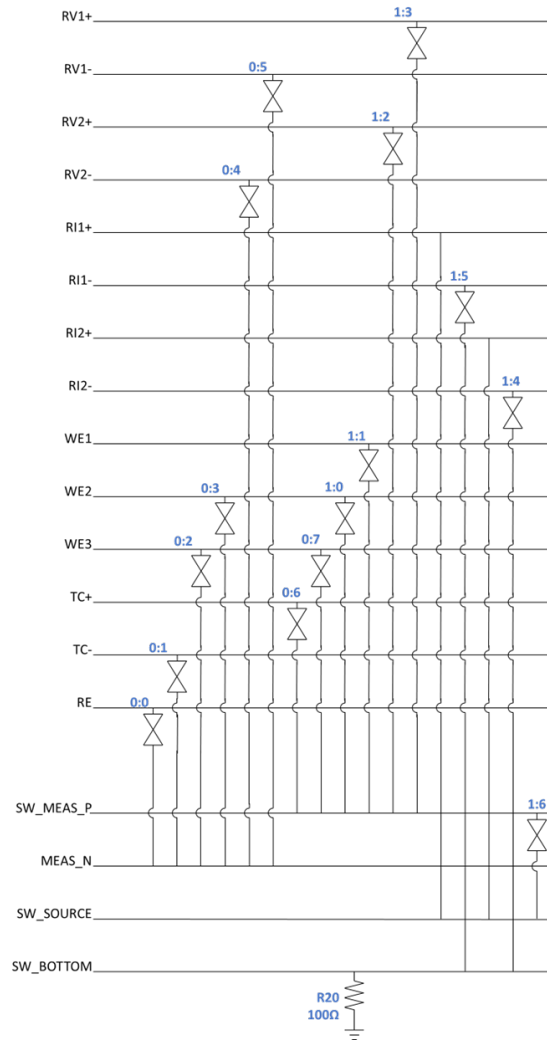 RV1+
1:3
RV1-
0:5
RV2+
1:2
RV2-
0:4
RI1+
RI1-
1:5
RI2+
RI2-
1:4
WE1
1:1
WE2
0:3
1:0
WE3
0:2
0:7
TC+
0:6
TC-
0:1
RE
0:0
SW_MEAS_P
1:6
MEAS_N
SW_SOURCE
SW_BOTTOM
R20
100Ω